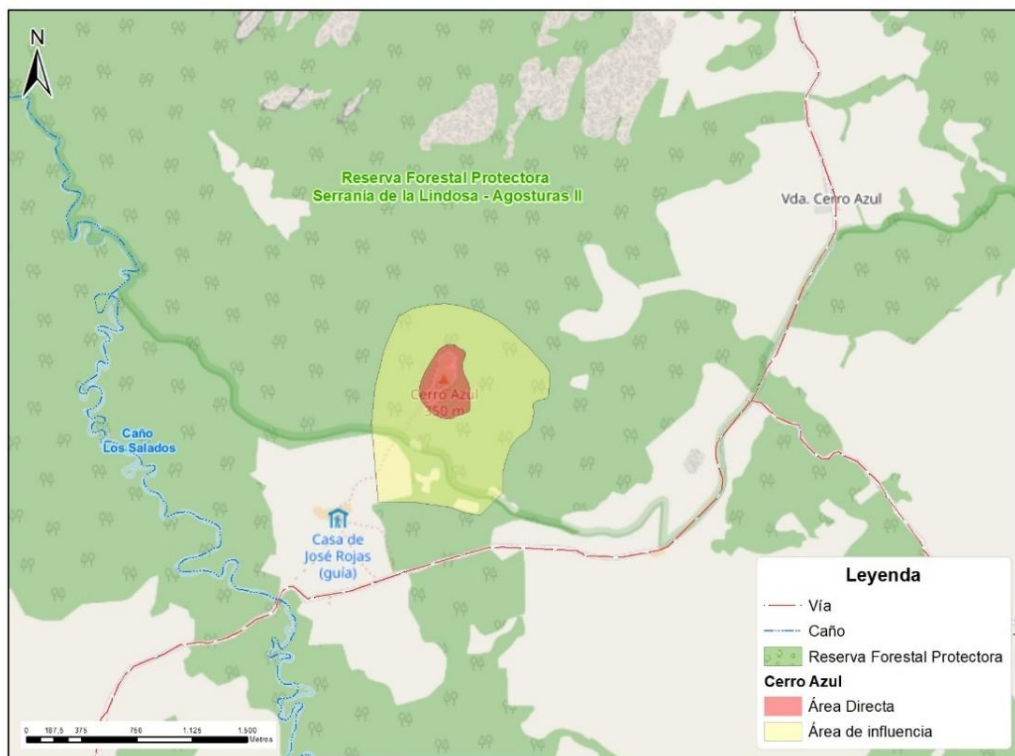 N
Reserva Forestal Protectora
Serranía de la Lindosa - Agosturas II
Vda. Cerro Azul
Cerro Azul
350 m
Caño
Los Salados
Casa de
José Rojas
(guía)
Leyenda
Vía
Caño
Reserva Forestal Protectora
Cerro Azul
Área Directa
Área de influencia
0 187,5 375 750 1.125 1.500
Metros